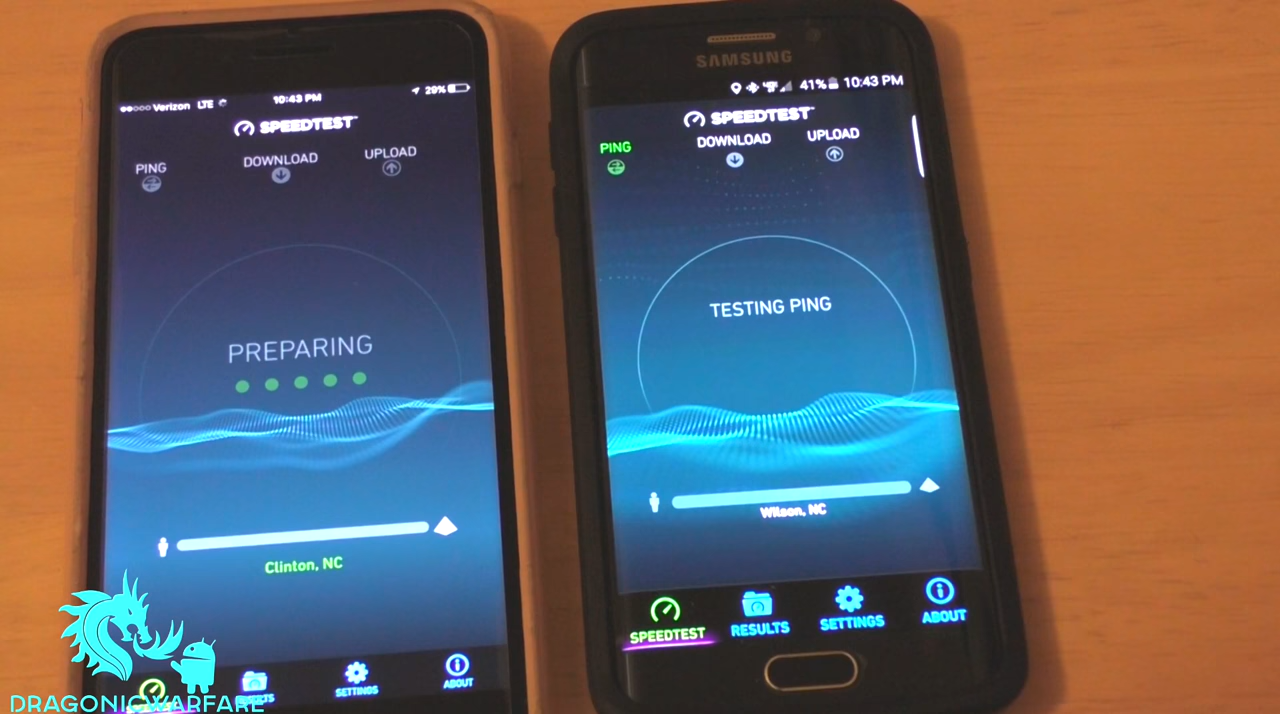 Verizon LTE 10:43 PM 29%
SPEEDTEST
PING DOWNLOAD UPLOAD
PREPARING
Clinton, NC
SETTINGS
ABOUT
SAMSUNG
41% 10:43 PM
SPEEDTEST
PING DOWNLOAD UPLOAD
TESTING PING
Wilson, NC
SPEEDTEST RESULTS SETTINGS ABOUT
DRAGONICWARFARE